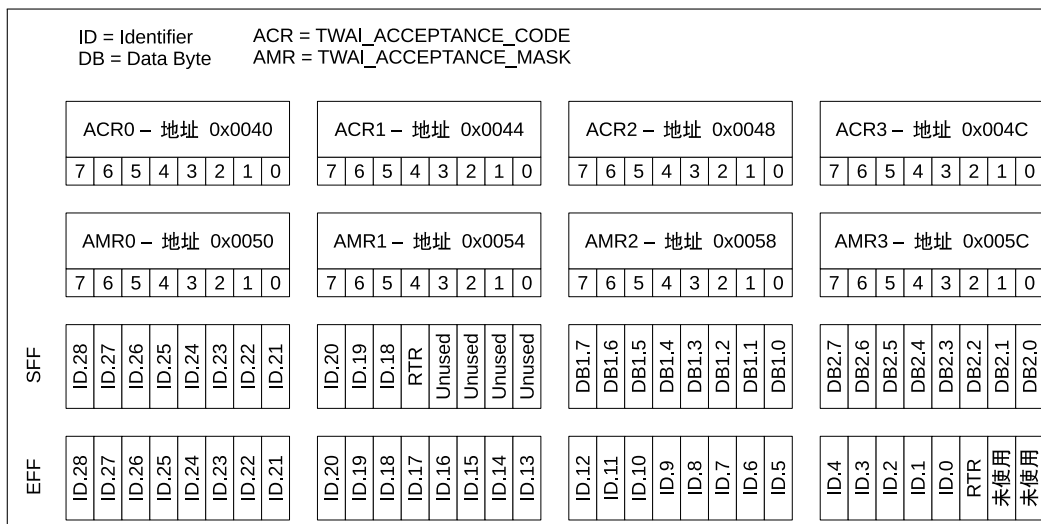 ID = Identifier ACR = TWAI_ACCEPTANCE_CODE
DB = Data Byte AMR = TWAI_ACCEPTANCE_MASK
ACR0 – 地址 0x0040 ACR1 – 地址 0x0044 ACR2 – 地址 0x0048 ACR3 – 地址 0x004C
7 6 5 4 3 2 1 0 7 6 5 4 3 2 1 0 7 6 5 4 3 2 1 0 7 6 5 4 3 2 1 0
AMR0 – 地址 0x0050 AMR1 – 地址 0x0054 AMR2 – 地址 0x0058 AMR3 – 地址 0x005C
7 6 5 4 3 2 1 0 7 6 5 4 3 2 1 0 7 6 5 4 3 2 1 0 7 6 5 4 3 2 1 0
SFF ID.28 ID.27 ID.26 ID.25 ID.24 ID.23 ID.22 ID.21 ID.20 ID.19 ID.18 RTR Unused Unused Unused Unused DB1.7 DB1.6 DB1.5 DB1.4 DB1.3 DB1.2 DB1.1 DB1.0 DB2.7 DB2.6 DB2.5 DB2.4 DB2.3 DB2.2 DB2.1 DB2.0
EFF ID.28 ID.27 ID.26 ID.25 ID.24 ID.23 ID.22 ID.21 ID.20 ID.19 ID.18 ID.17 ID.16 ID.15 ID.14 ID.13 ID.12 ID.11 ID.10 ID.9 ID.8 ID.7 ID.6 ID.5 ID.4 ID.3 ID.2 ID.1 ID.0 RTR 未使用 未使用